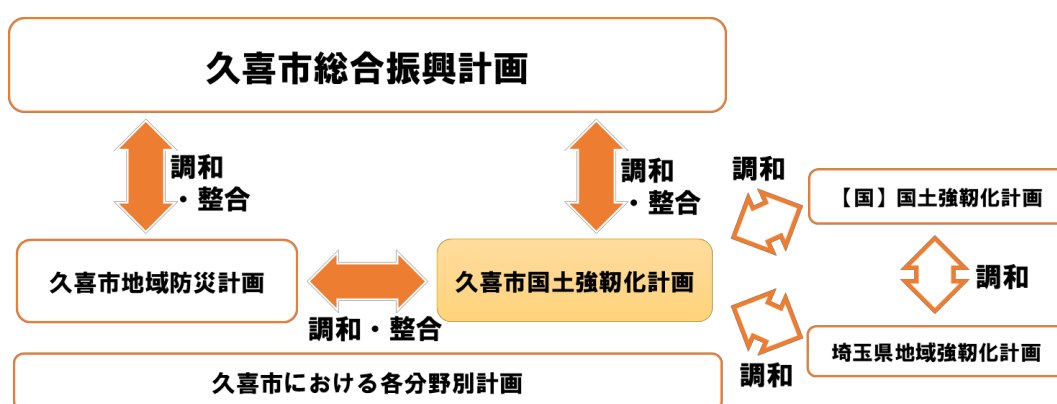 久喜市総合振興計画
調和
・整合
調和
・整合
調和
【国】国土強靭化計画
久喜市地域防災計画
久喜市国土強靭化計画
調和
調和・整合
埼玉県地域強靭化計画
調和
久喜市における各分野別計画